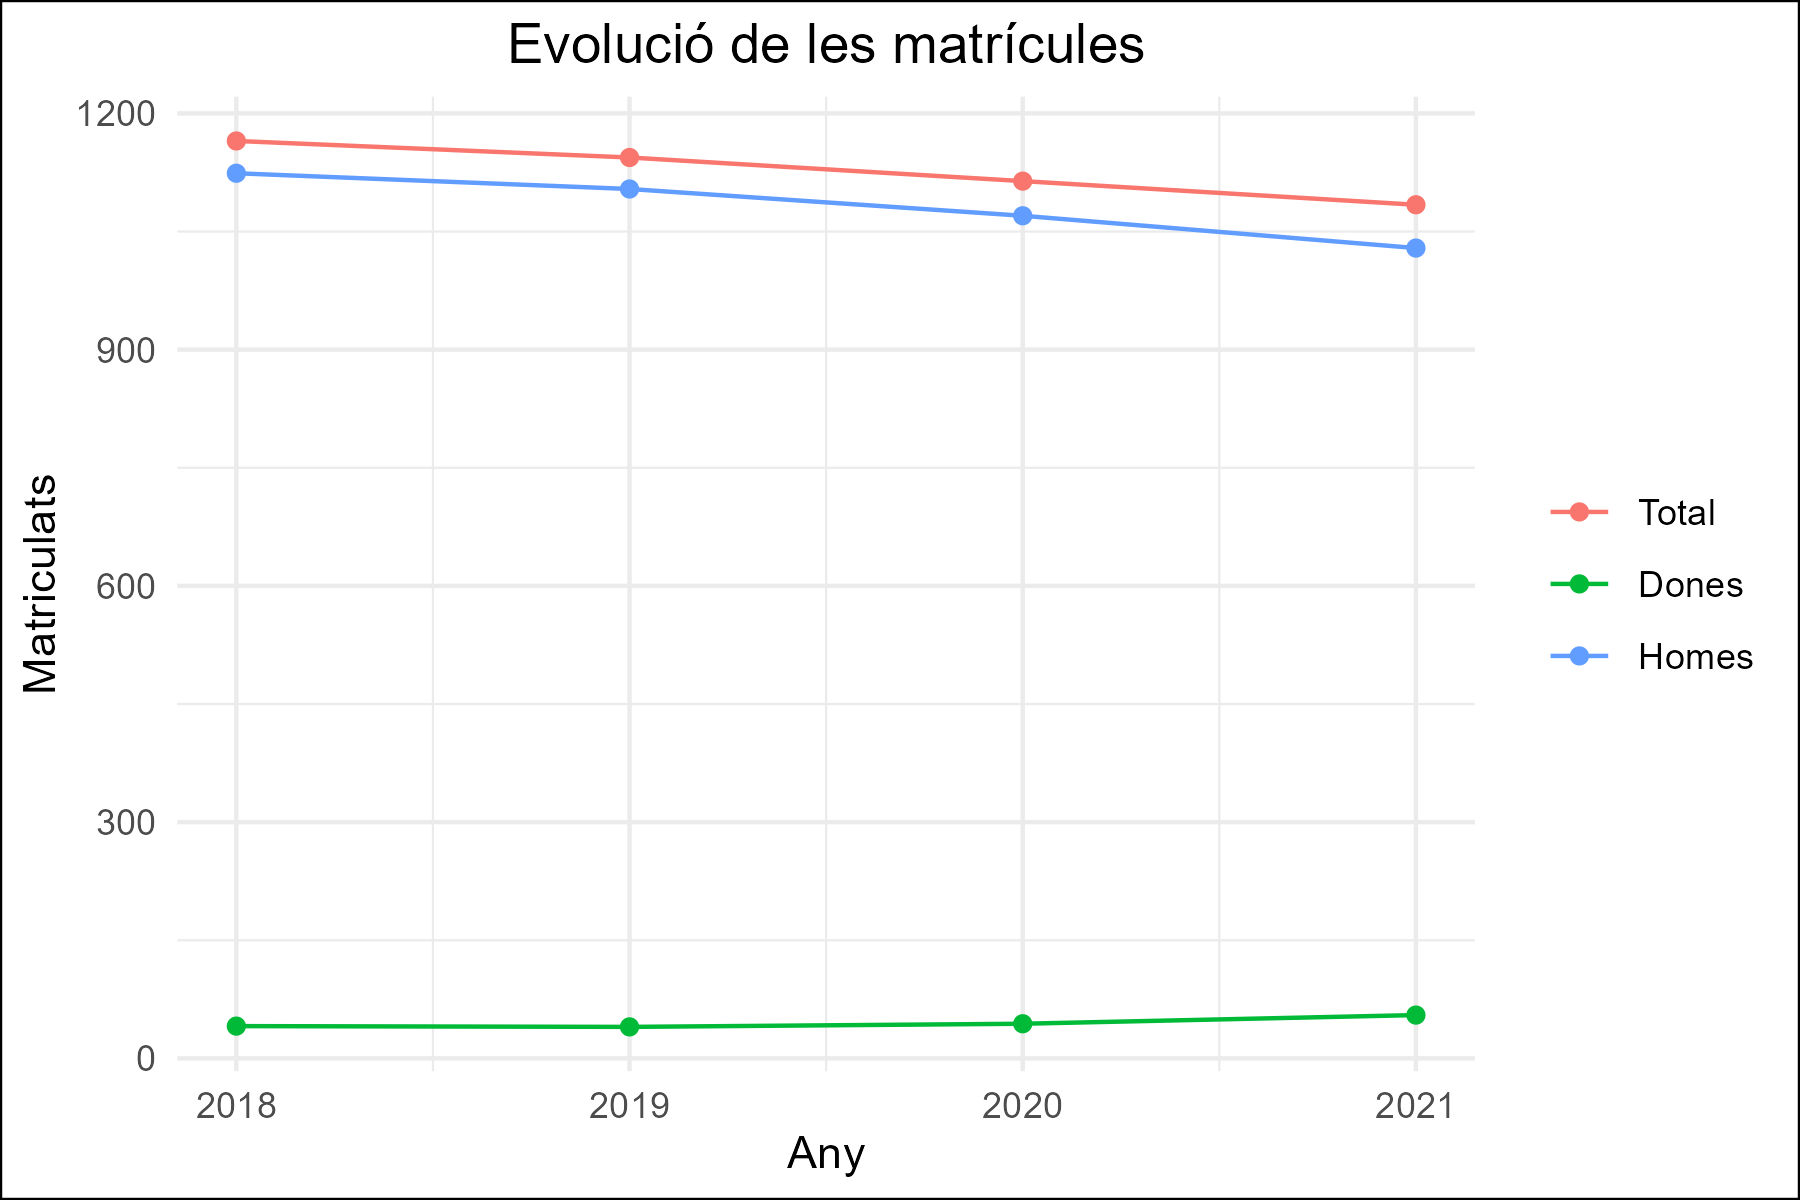 Evolució de les matrícules
1200
900
600
300
0
Matriculats
2018 2019 2020 2021
Any
Total
Dones
Homes